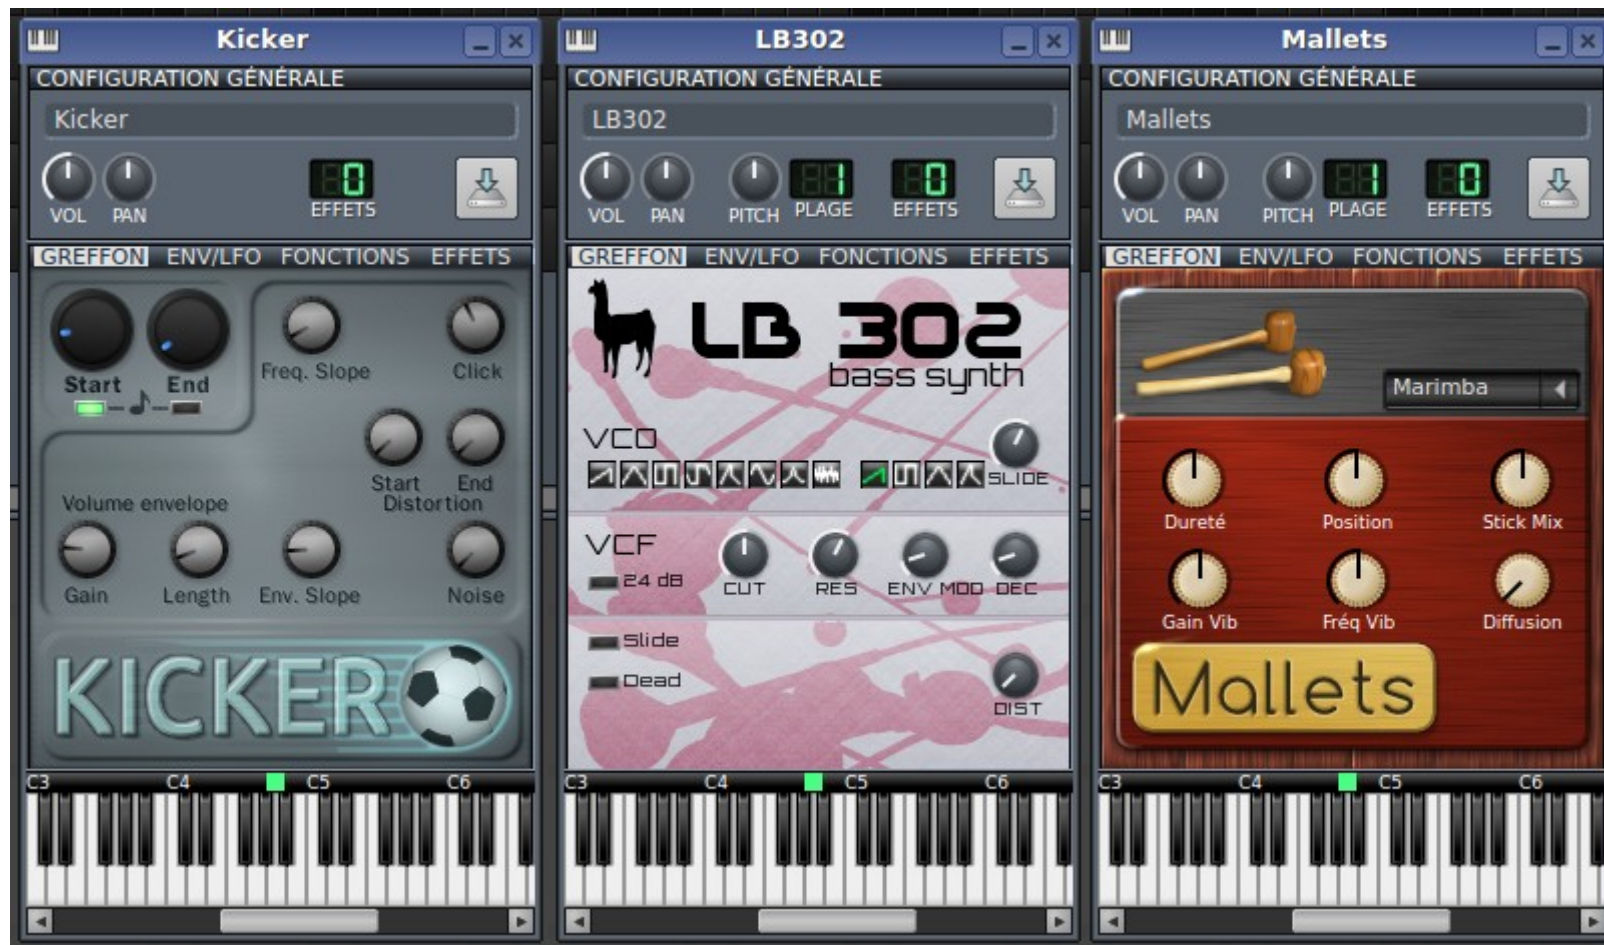 Kicker
CONFIGURATION GÉNÉRALE
Kicker
0
VOL PAN EFFETS
GREFFON ENV/LFO FONCTIONS EFFETS
Freq. Slope Click
Start End
Start End
Distortion
Volume envelope
Gain Length Env. Slope Noise
KICKER
C3 C4 C5 C6
LB302
CONFIGURATION GÉNÉRALE
LB302
1 0
VOL PAN PITCH PLAGE EFFETS
GREFFON ENV/LFO FONCTIONS EFFETS
LB 302
bass synth
VCO
SLIDE
VCF
24 dB
CUT RES ENV MOD DEC
Slide
Dead
DIST
C3 C4 C5 C6
Mallets
CONFIGURATION GÉNÉRALE
Mallets
1 0
VOL PAN PITCH PLAGE EFFETS
GREFFON ENV/LFO FONCTIONS EFFETS
Marimba
Dureté Position Stick Mix
Gain Vib Fréq Vib Diffusion
Mallets
C3 C4 C5 C6